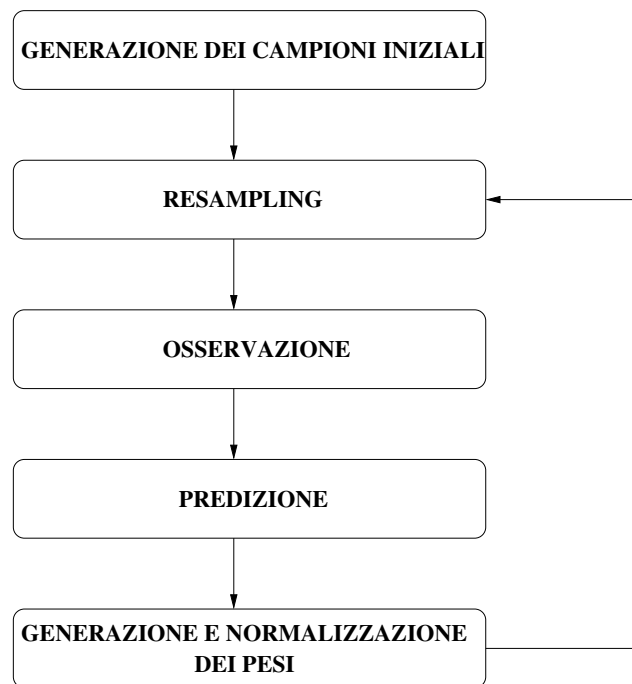 GENERAZIONE DEI CAMPIONI INIZIALI
RESAMPLING
OSSERVAZIONE
PREDIZIONE
GENERAZIONE E NORMALIZZAZIONE
DEI PESI